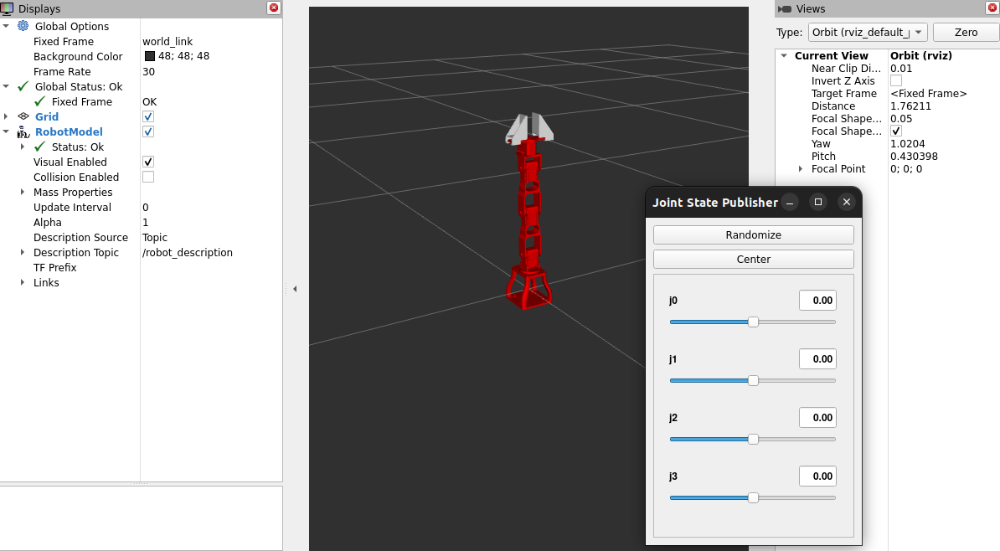 Displays
Global Options
Fixed Frame world_link
Background Color 48; 48; 48
Frame Rate 30
Global Status: Ok
Fixed Frame OK
Grid
RobotModel
Status: Ok
Visual Enabled
Collision Enabled
Mass Properties
Update Interval 0
Alpha 1
Description Source Topic
Description Topic /robot_description
TF Prefix
Links
Views
Type: Orbit (rviz_default_p Zero
Current View Orbit (rviz)
Near Clip Di... 0.01
Invert Z Axis
Target Frame <Fixed Frame>
Distance 1.76211
Focal Shape... 0.05
Focal Shape...
Yaw 1.0204
Pitch 0.430398
Focal Point 0; 0; 0
Joint State Publisher
Randomize
Center
j0 0.00
j1 0.00
j2 0.00
j3 0.00